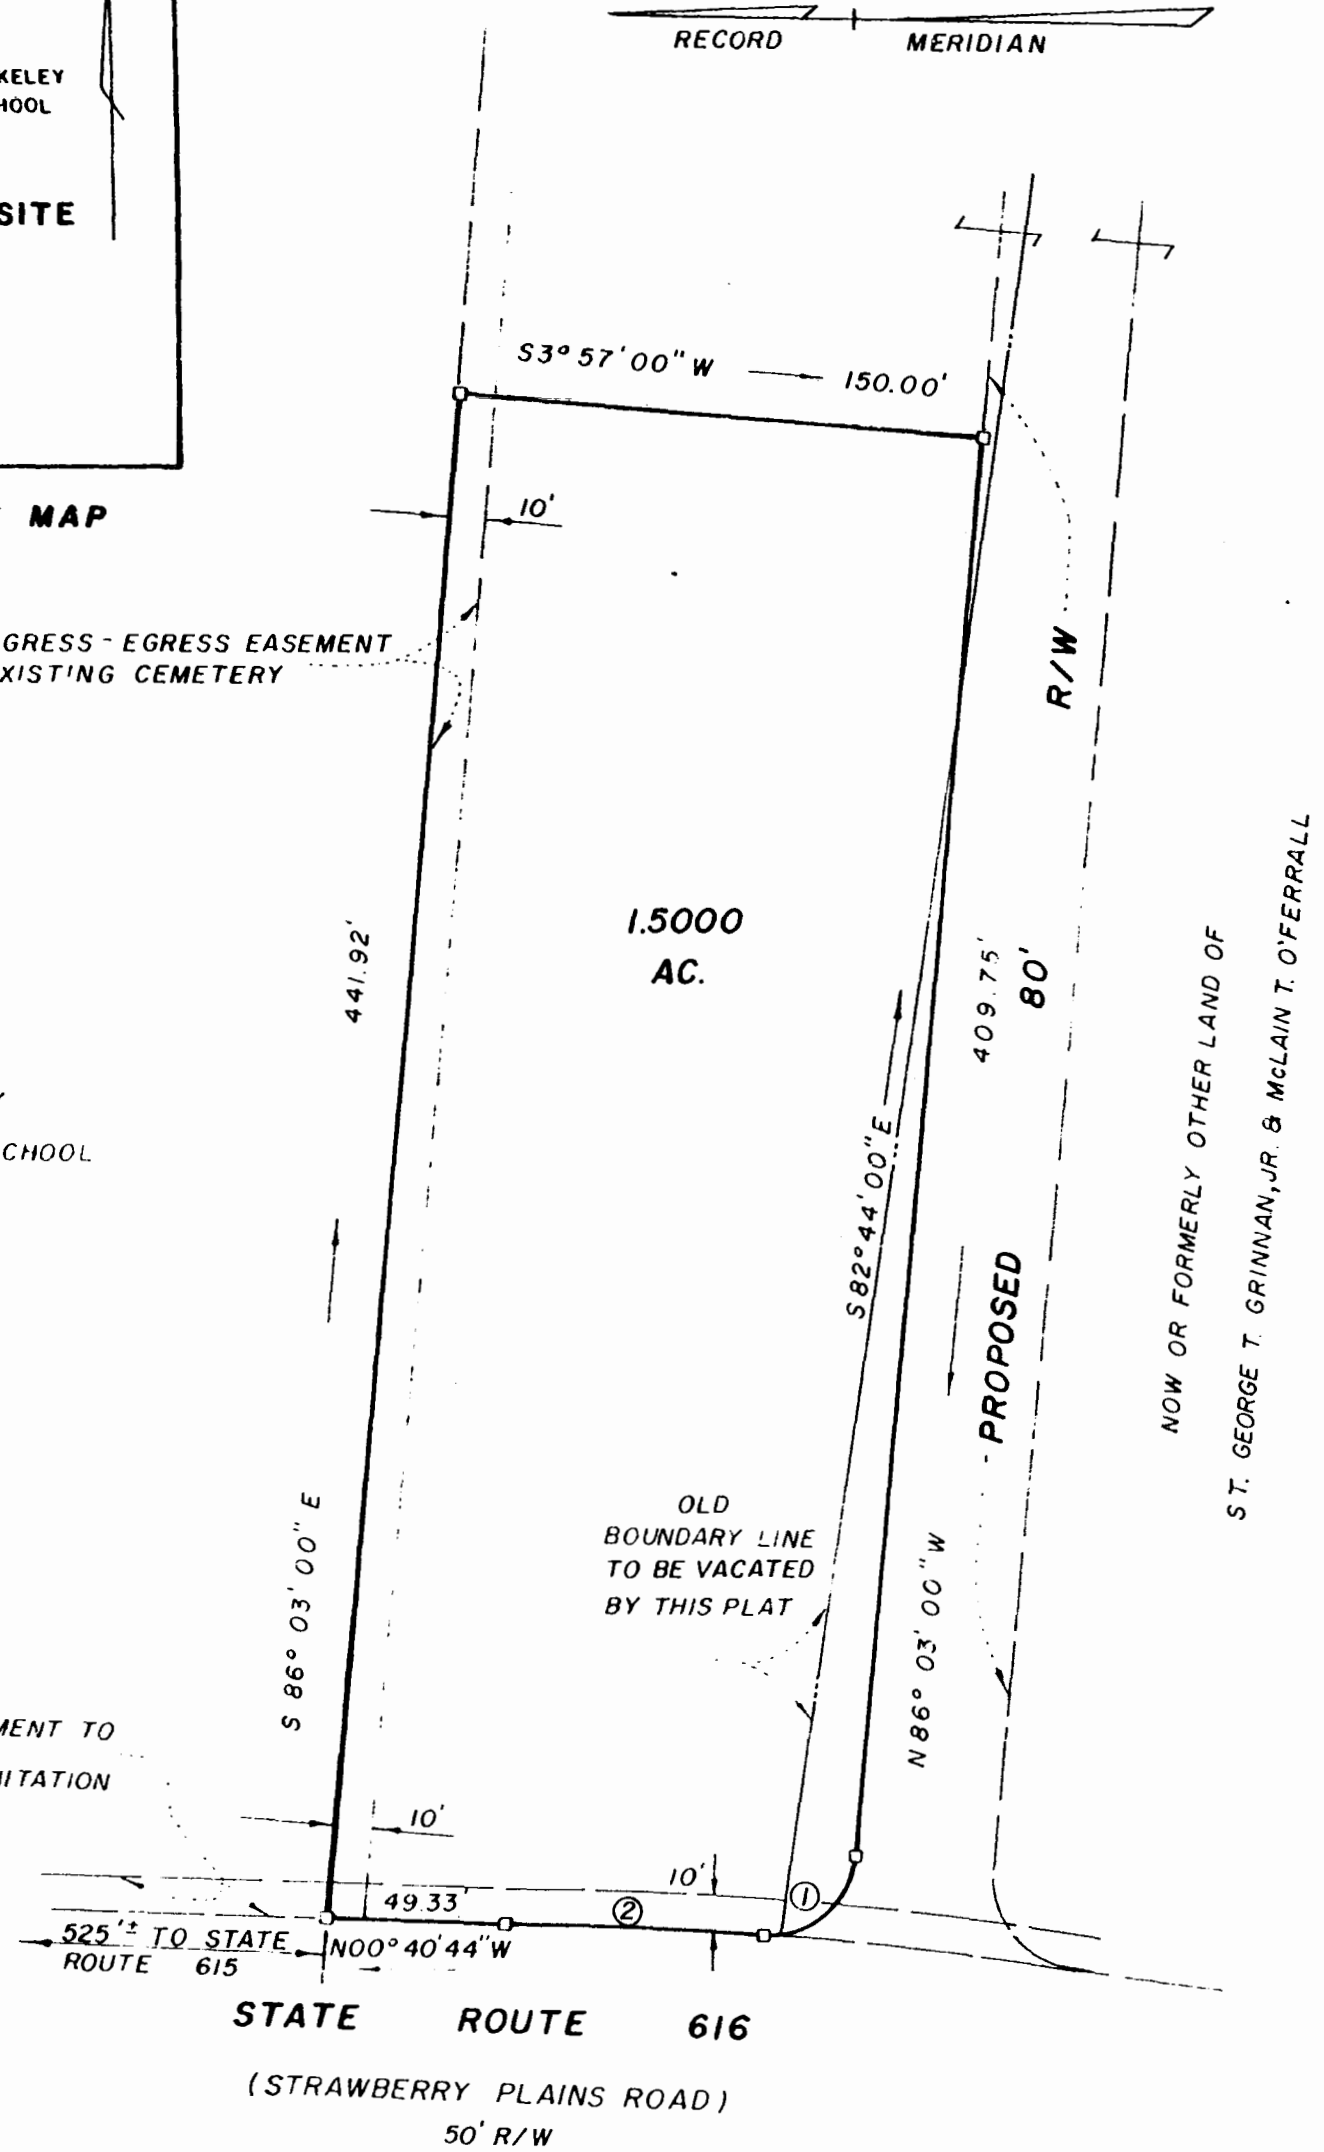 RECORD MERIDIAN
KELEY
HOOL
SITE
MAP
S3° 57' 00" W 150.00'
10'
GRESS - EGRESS EASEMENT
XISTING CEMETERY
R/W
441.92'
1.5000
AC.
409.75'
80'
S 82° 44' 00" E
NOW OR FORMERLY OTHER LAND OF
ST. GEORGE T. GRINNAN, JR. & McLAIN T. O'FERRALL
CHOOL
PROPOSED
S 86° 03' 00" E
OLD
BOUNDARY LINE
TO BE VACATED
BY THIS PLAT
N 86° 03' 00" W
MENT TO
ITATION
10'
10'
1
49.33'
2
525'± TO STATE
ROUTE 615
N00° 40' 44" W
STATE ROUTE 616
(STRAWBERRY PLAINS ROAD)
50' R/W